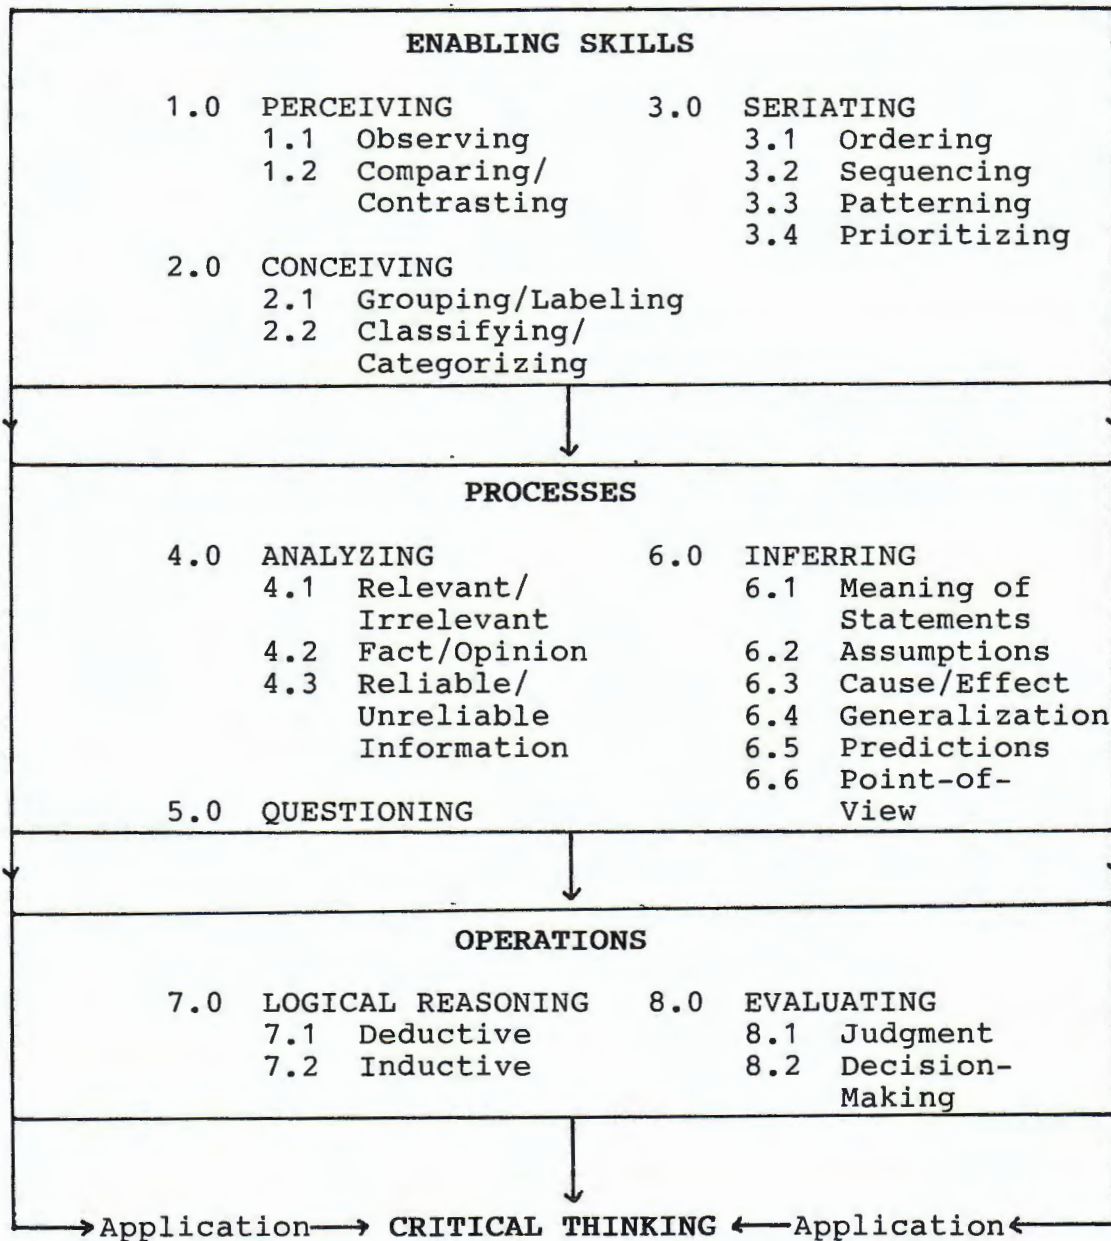 ENABLING SKILLS
1.0 PERCEIVING
1.1 Observing
1.2 Comparing/
Contrasting
2.0 CONCEIVING
2.1 Grouping/Labeling
2.2 Classifying/
Categorizing
3.0 SERIATING
3.1 Ordering
3.2 Sequencing
3.3 Patterning
3.4 Prioritizing
PROCESSES
4.0 ANALYZING
4.1 Relevant/
Irrelevant
4.2 Fact/Opinion
4.3 Reliable/
Unreliable
Information
5.0 QUESTIONING
6.0 INFERRING
6.1 Meaning of
Statements
6.2 Assumptions
6.3 Cause/Effect
6.4 Generalization
6.5 Predictions
6.6 Point-of-
View
OPERATIONS
7.0 LOGICAL REASONING
7.1 Deductive
7.2 Inductive
8.0 EVALUATING
8.1 Judgment
8.2 Decision-
Making
Application CRITICAL THINKING Application